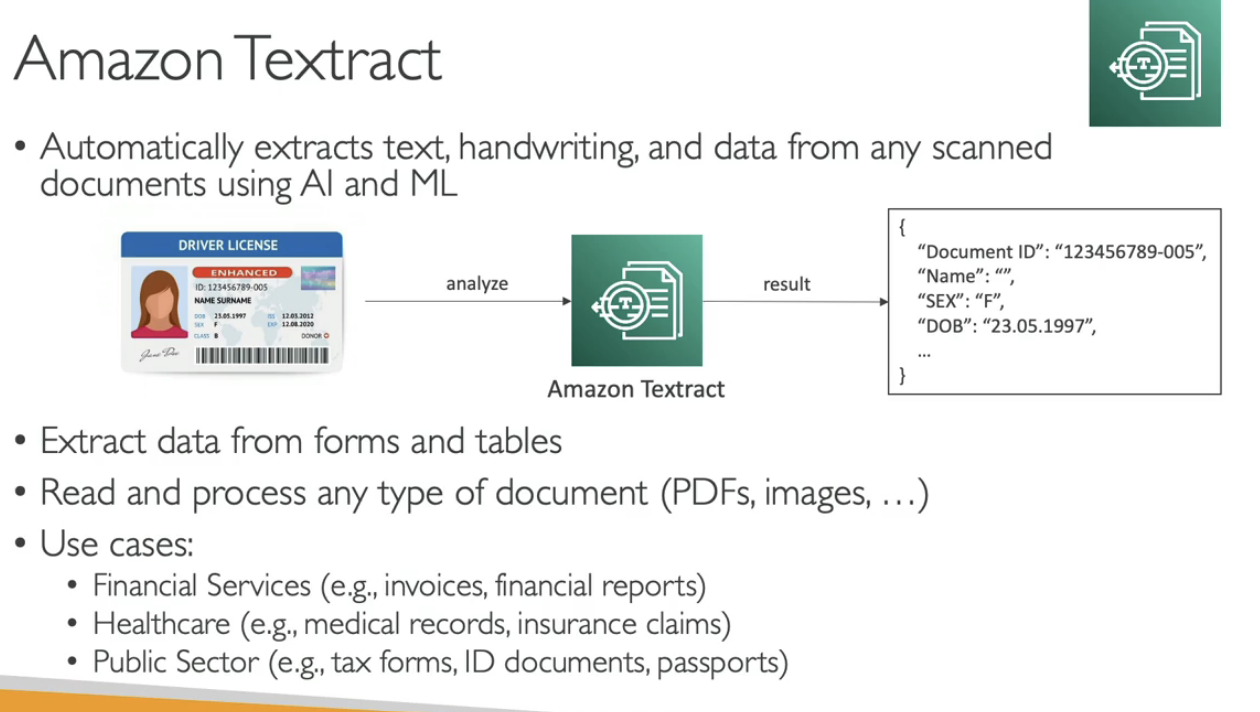 Amazon Textract
• Automatically extracts text, handwriting, and data from any scanned
documents using AI and ML
DRIVER LICENSE
ENHANCED
ID: 123456789-005
NAME SURNAME
DOB 23.05.1997 ISS 12.05.2012
SEX F EXP 12.08.2020
CLASS B DONOR
Jane Doe
analyze
Amazon Textract
result
{
“Document ID”: “123456789-005”,
“Name”: “”,
“SEX”: “F”,
“DOB”: “23.05.1997”,
...
}
• Extract data from forms and tables
• Read and process any type of document (PDFs, images, …)
• Use cases:
• Financial Services (e.g., invoices, financial reports)
• Healthcare (e.g., medical records, insurance claims)
• Public Sector (e.g., tax forms, ID documents, passports)